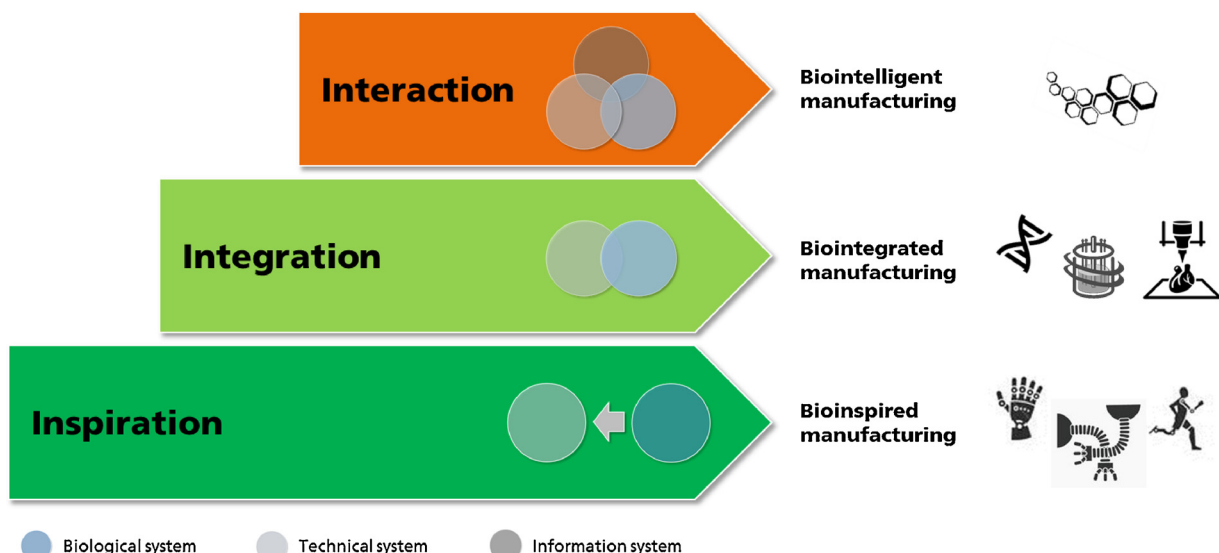 Interaction
Biointelligent
manufacturing
Integration
Biointegrated
manufacturing
Inspiration
Bioinspired
manufacturing
Biological system
Technical system
Information system